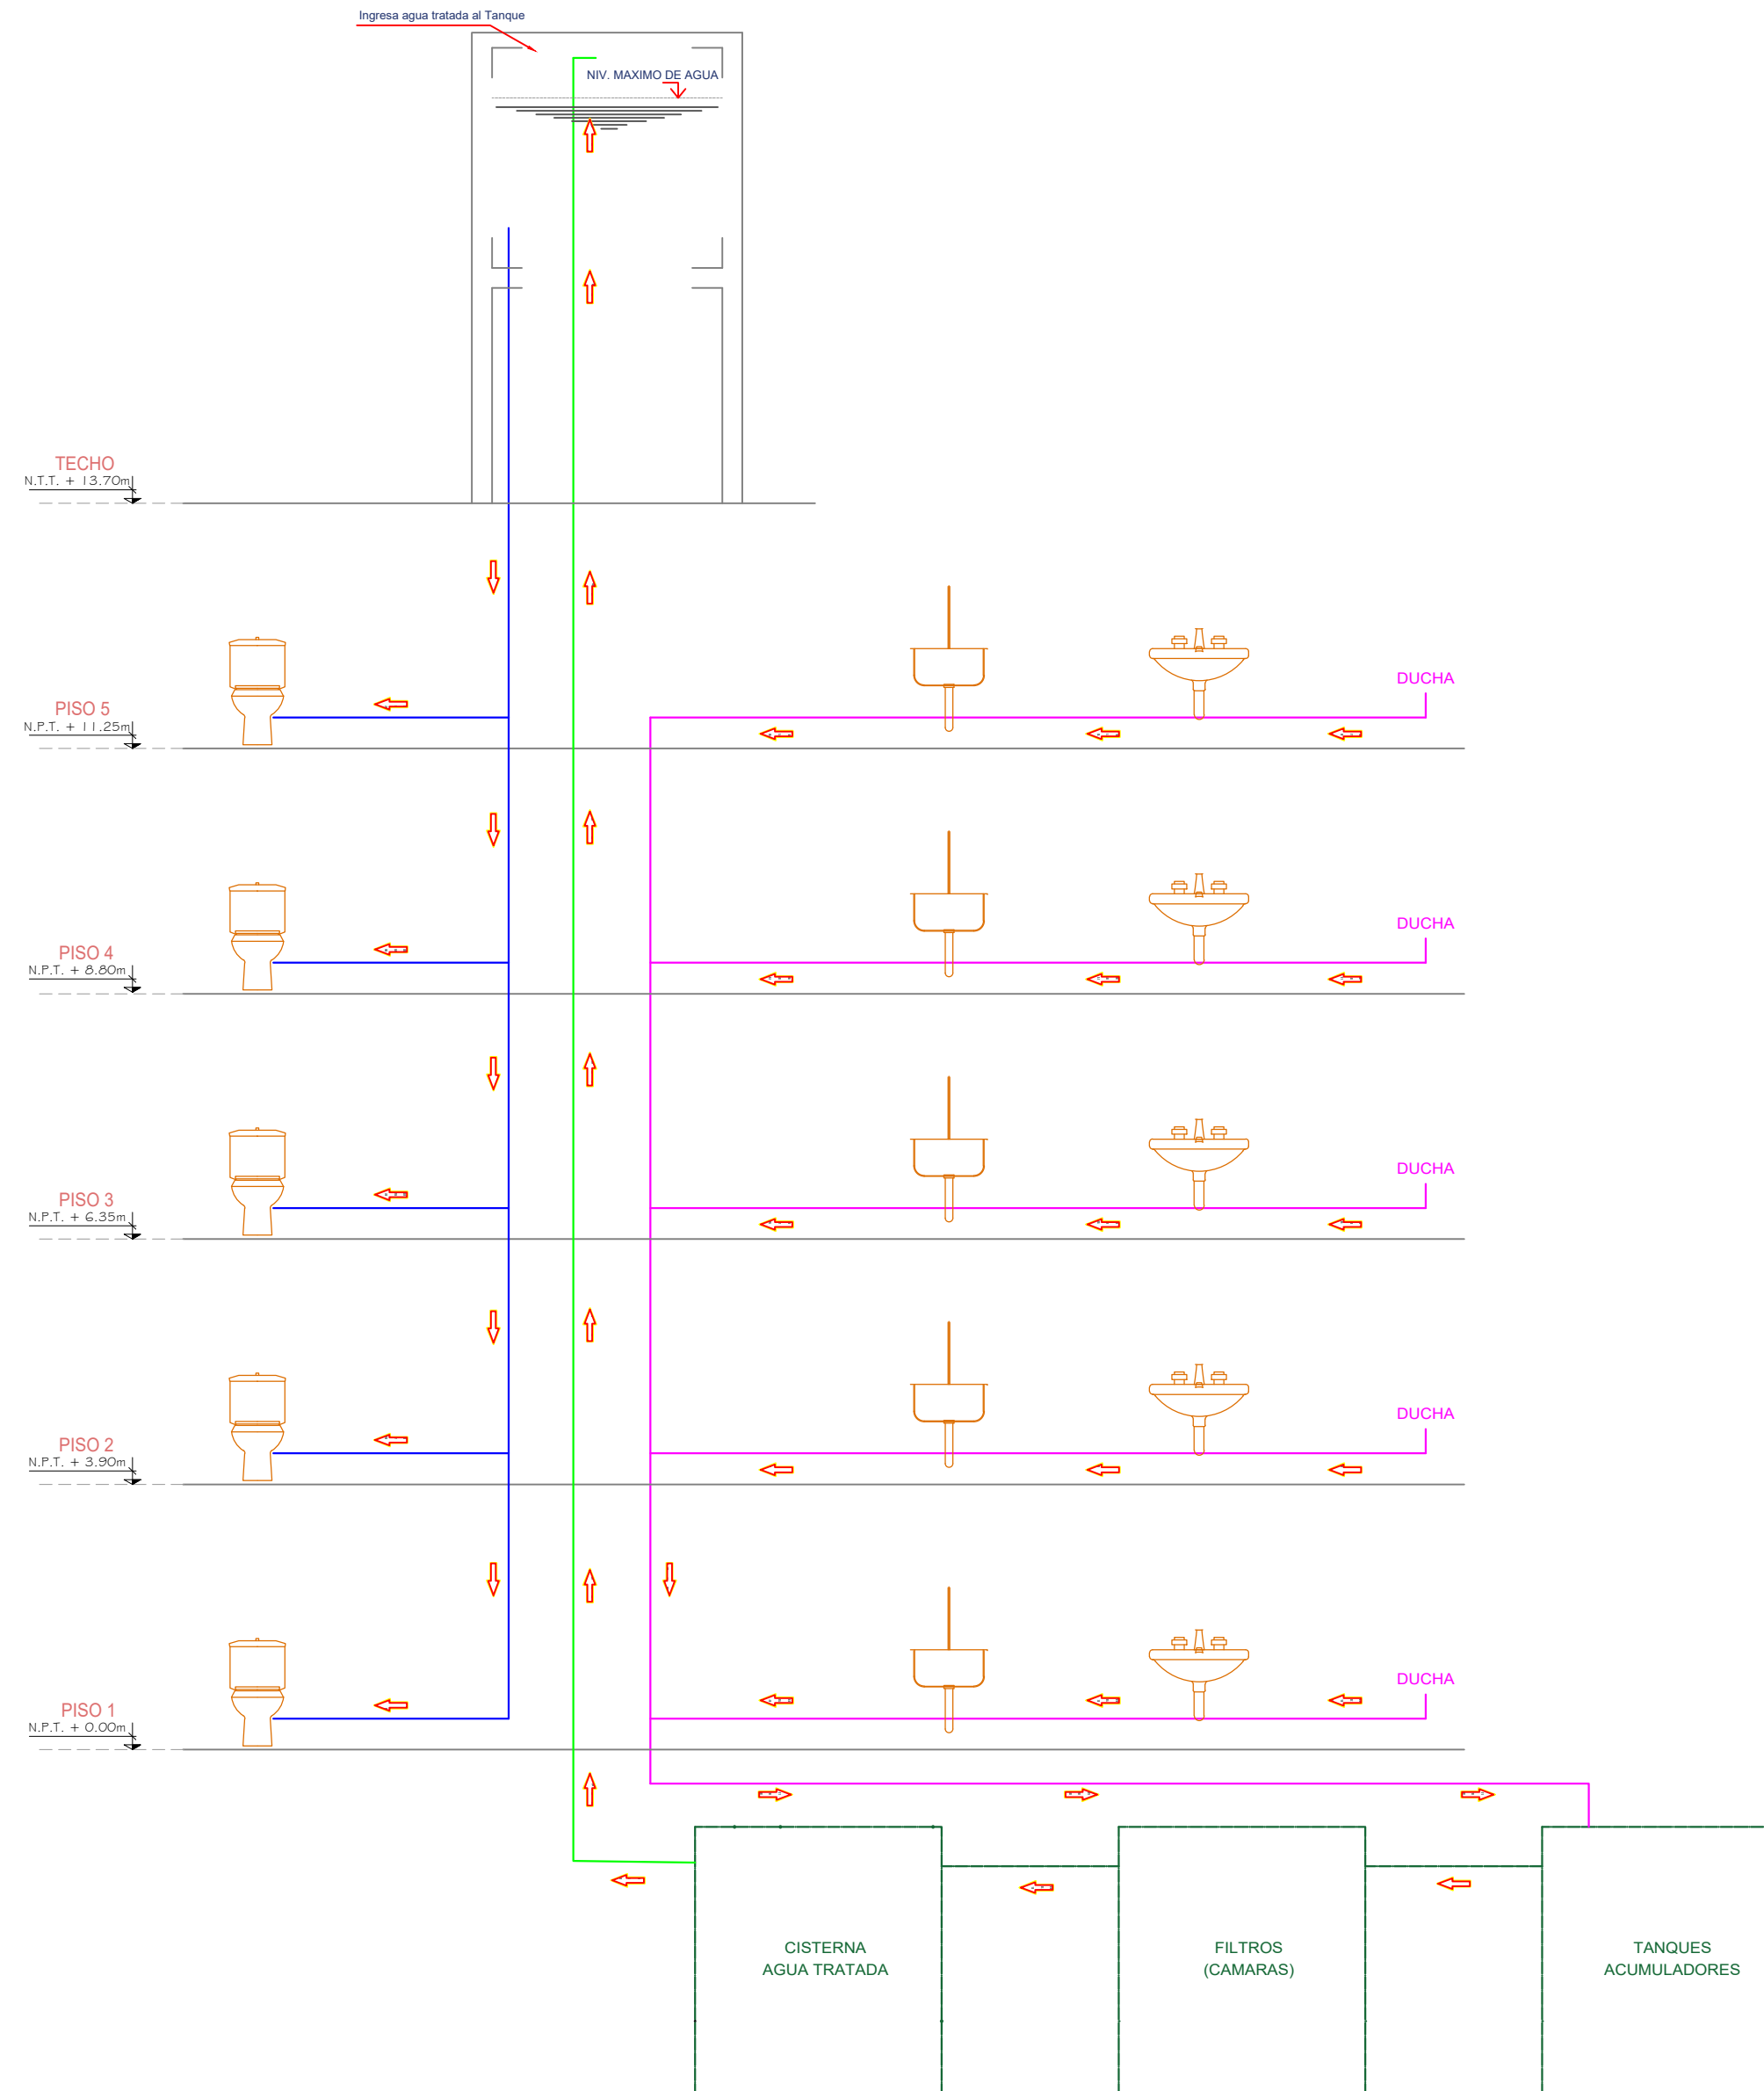 Ingresa agua tratada al Tanque
NIV. MAXIMO DE AGUA
TECHO
N.T.T. + 13.70m
DUCHA
PISO 5
N.P.T. + 11.25m
DUCHA
PISO 4
N.P.T. + 8.80m
DUCHA
PISO 3
N.P.T. + 6.35m
DUCHA
PISO 2
N.P.T. + 3.90m
DUCHA
PISO 1
N.P.T. + 0.00m
CISTERNA
AGUA TRATADA
FILTROS
(CAMARAS)
TANQUES
ACUMULADORES